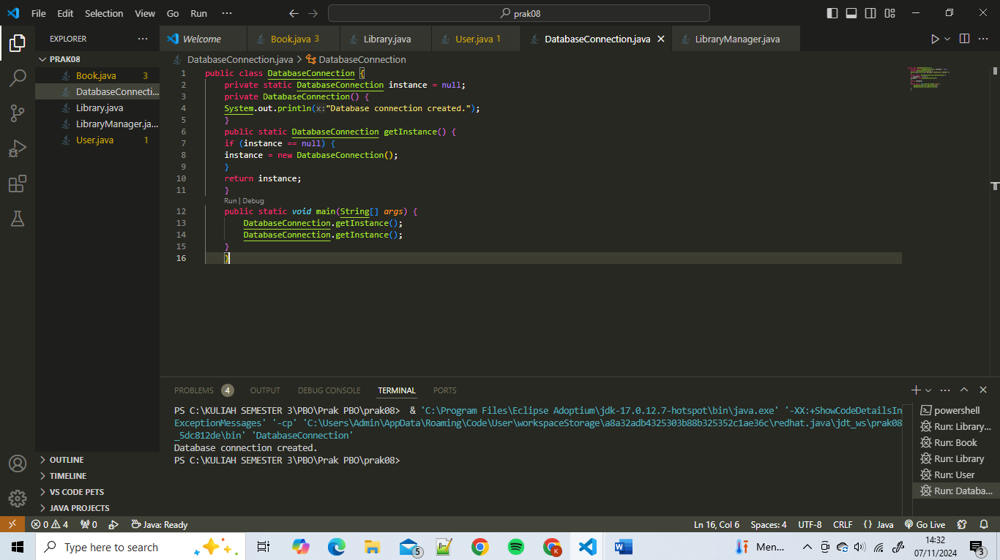 File Edit Selection View Go Run ··· prak08
EXPLORER ···
Welcome Book.java 3 Library.java User.java 1 DatabaseConnection.java LibraryManager.java ···
PRAK08
Book.java 3
DatabaseConnecti...
Library.java
LibraryManager.ja...
User.java 1
DatabaseConnection.java > DatabaseConnection
1 public class DatabaseConnection {
2 private static DatabaseConnection instance = null;
3 private DatabaseConnection() {
4 System.out.println(x:"Database connection created.");
5 }
6 public static DatabaseConnection getInstance() {
7 if (instance == null) {
8 instance = new DatabaseConnection();
9 }
10 return instance;
11 }
Run | Debug
12 public static void main(String[] args) {
13 DatabaseConnection.getInstance();
14 DatabaseConnection.getInstance();
15 }
16 }
PROBLEMS 4 OUTPUT DEBUG CONSOLE TERMINAL PORTS ···
PS C:\KULIAH SEMESTER 3\PBO\Prak PBO\prak08> & 'C:\Program Files\Eclipse Adoptium\jdk-17.0.12.7-hotspot\bin\java.exe' '-XX:+ShowCodeDetailsIn
ExceptionMessages' '-cp' 'C:\Users\Admin\AppData\Roaming\Code\User\workspaceStorage\a8a32adb4325303b88b325352c1ae36c\redhat.java\jdt_ws\prak08
_5dc812de\bin' 'DatabaseConnection'
Database connection created.
PS C:\KULIAH SEMESTER 3\PBO\Prak PBO\prak08>
powershell
Run: Library...
Run: Book
Run: Library
Run: User
Run: Databa...
OUTLINE
TIMELINE
VS CODE PETS
JAVA PROJECTS
0 4 0 Java: Ready Ln 16, Col 6 Spaces: 4 UTF-8 CRLF {} Java Go Live
Type here to search 5 K W Men... 14:32
07/11/2024 3